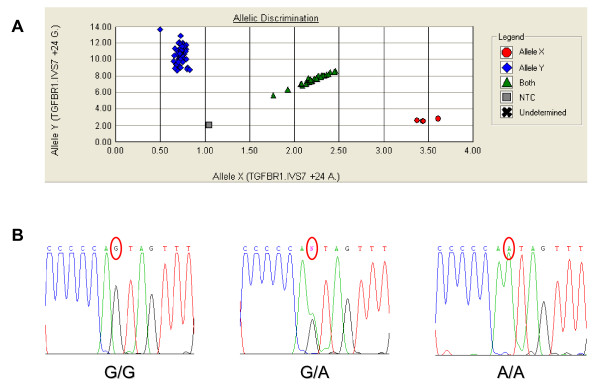 A
Allelic Discrimination
Allele Y (TGFBR1.IVS7 +24 G.)
14.00
12.00
10.00
8.00
6.00
4.00
2.00
0.00
0.00 0.50 1.00 1.50 2.00 2.50 3.00 3.50 4.00
Allele X (TGFBR1.IVS7 +24 A.)
Legend
Allele X
Allele Y
Both
NTC
Undetermined
B
C C C C C A G T A G T T T
C C C C C A T A G T T T
C C C C C A A T A G T T T
G/G G/A A/A